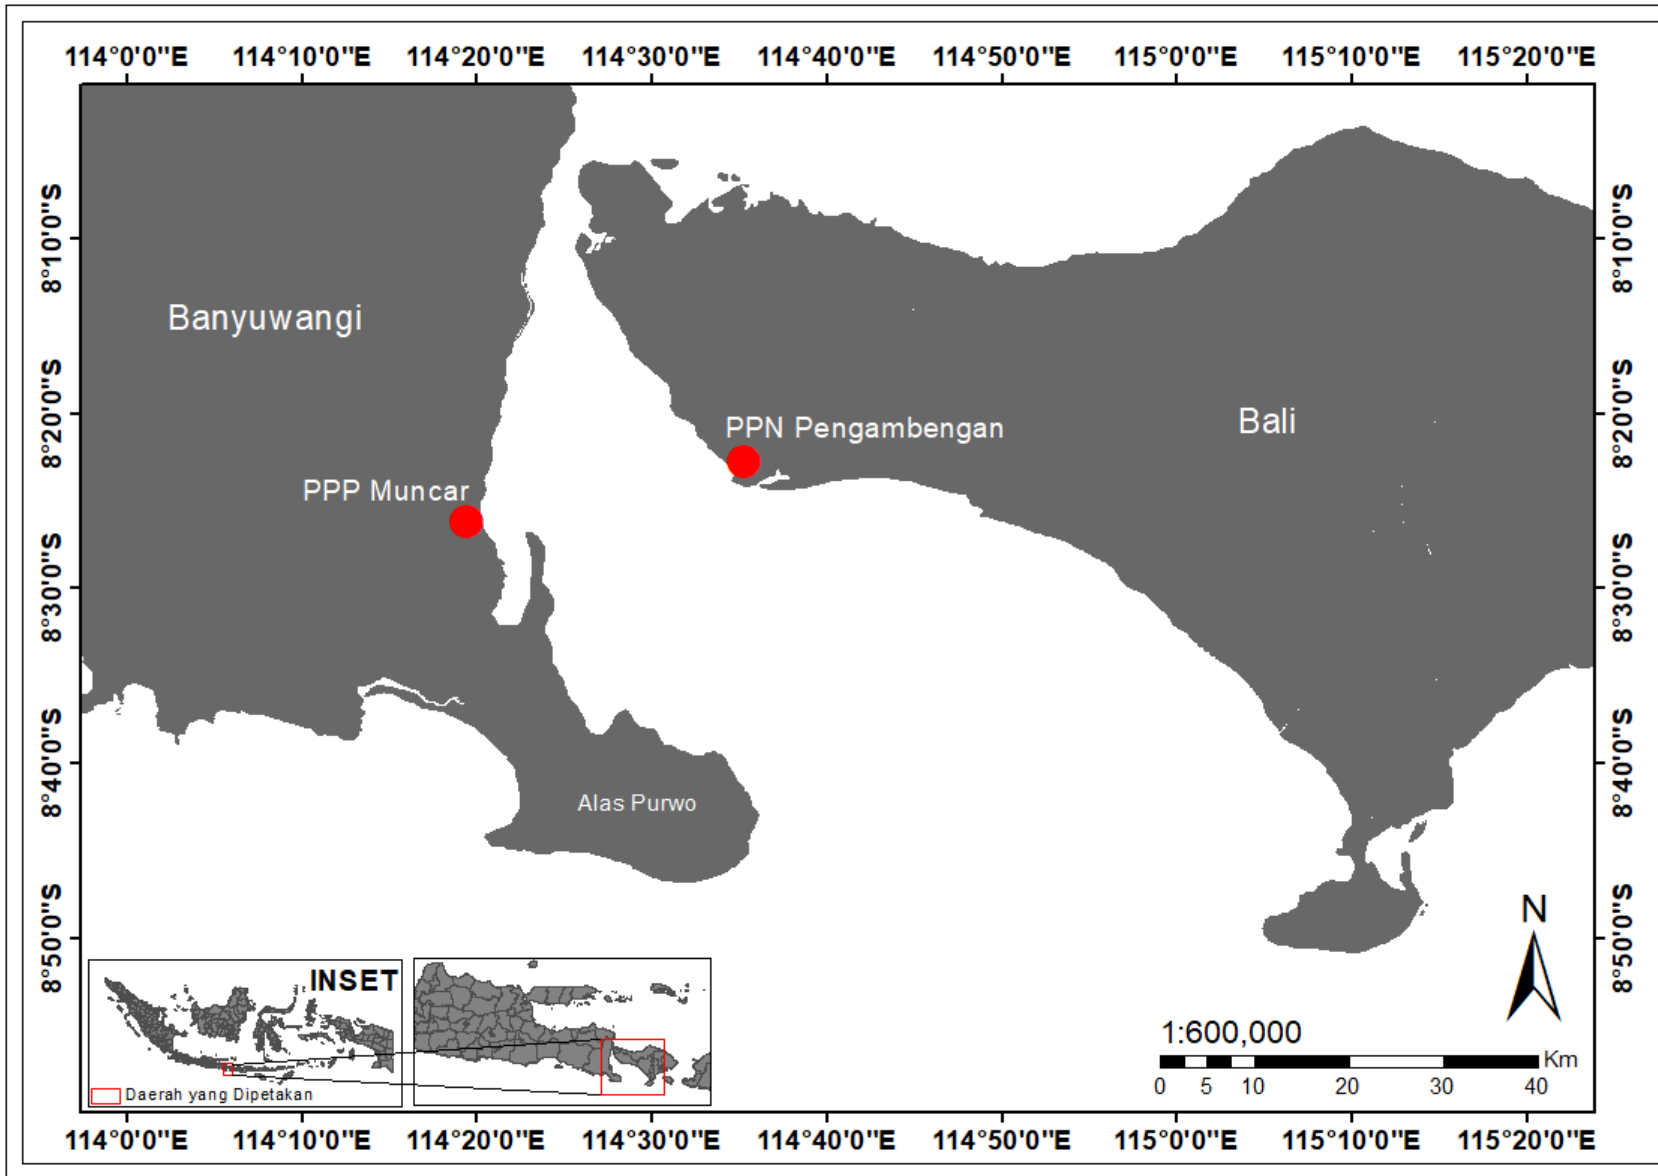 114°0'0"E 114°10'0"E 114°20'0"E 114°30'0"E 114°40'0"E 114°50'0"E 115°0'0"E 115°10'0"E 115°20'0"E
8°10'0"S 8°10'0"S
Banyuwangi
8°20'0"S 8°20'0"S
Bali
PPN Pengambengan
PPP Muncar
8°30'0"S 8°30'0"S
8°40'0"S 8°40'0"S
Alas Purwo
8°50'0"S 8°50'0"S
N
INSET
Daerah yang Dipetakan
1:600,000
Km
0 5 10 20 30 40
114°0'0"E 114°10'0"E 114°20'0"E 114°30'0"E 114°40'0"E 114°50'0"E 115°0'0"E 115°10'0"E 115°20'0"E